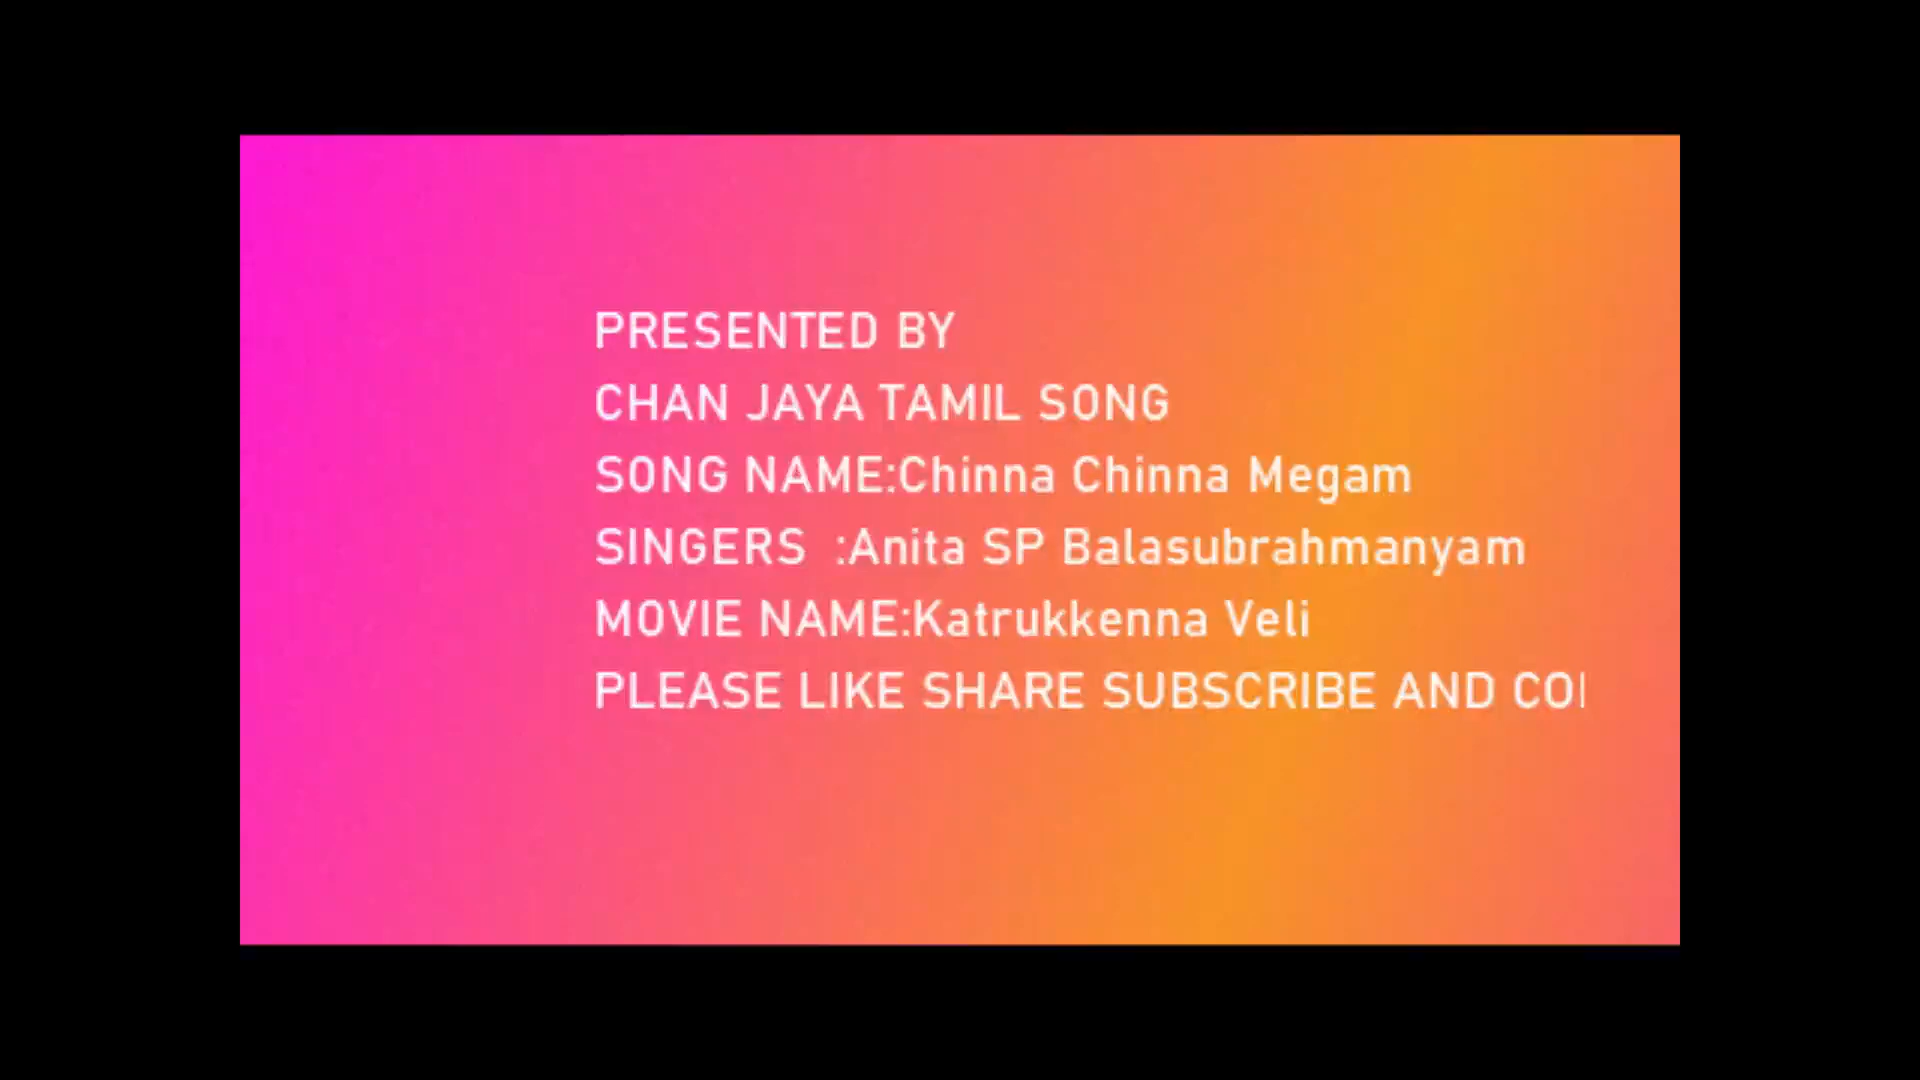 PRESENTED BY
CHAN JAYA TAMIL SONG
SONG NAME:Chinna Chinna Megam
SINGERS  :Anita SP Balasubrahmanyam
MOVIE NAME:Katrukkenna Veli
PLEASE LIKE SHARE SUBSCRIBE AND